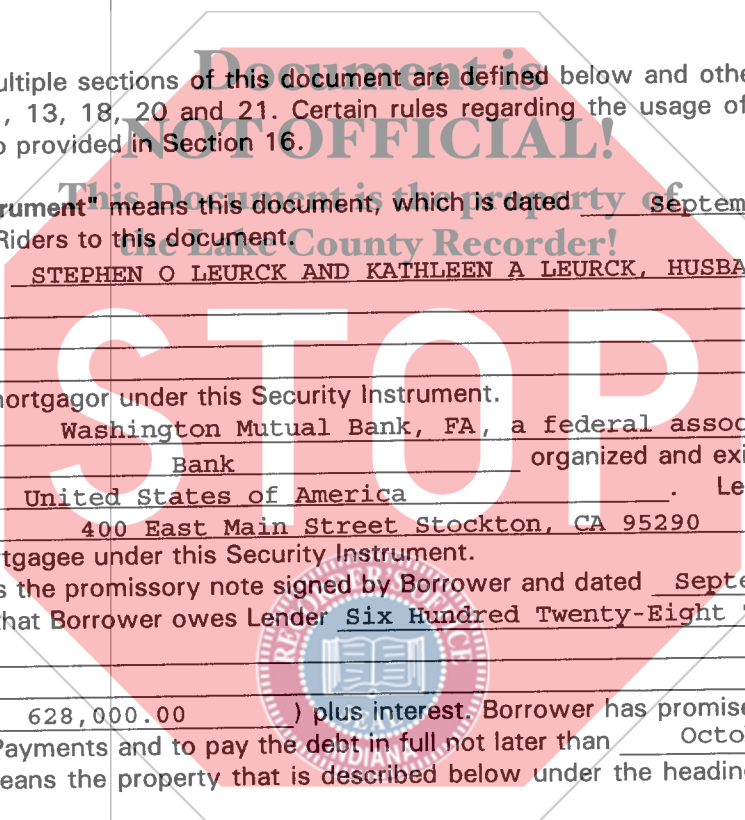 Document is
ultiple sections of this document are defined below and othe
, 13, 18, 20 and 21. Certain rules regarding the usage of
NOT OFFICIAL!
o provided in Section 16.
This Document is the property of
rument" means this document, which is dated Septem
Riders to this document.
the Lake County Recorder!
STEPHEN O LEURCK AND KATHLEEN A LEURCK, HUSBA
STOP
mortgagor under this Security Instrument.
Washington Mutual Bank, FA, a federal assoc
Bank organized and exi
United States of America . Le
400 East Main Street Stockton, CA 95290
rtgagee under this Security Instrument.
s the promissory note signed by Borrower and dated Septe
that Borrower owes Lender Six Hundred Twenty-Eight
628,000.00 ) plus interest. Borrower has promise
Payments and to pay the debt in full not later than Octo
eans the property that is described below under the heading
RECORDER'S OFFICE
INDIANA